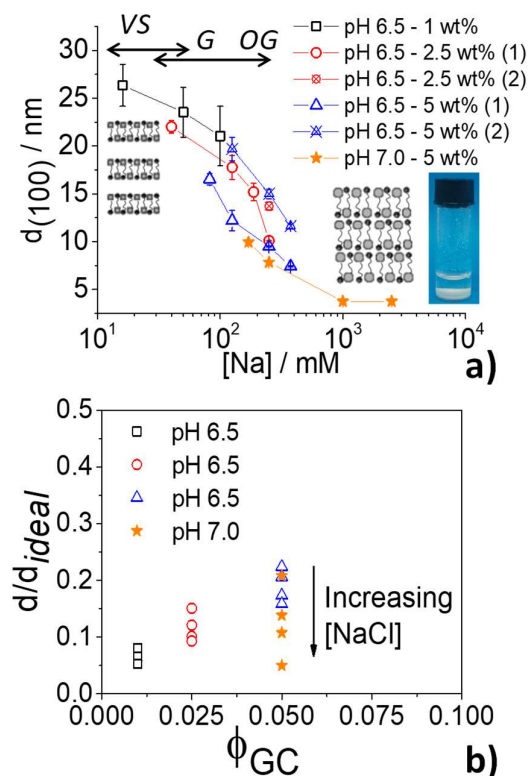 VS
G
OG
pH 6.5 - 1 wt%
pH 6.5 - 2.5 wt% (1)
pH 6.5 - 2.5 wt% (2)
pH 6.5 - 5 wt% (1)
pH 6.5 - 5 wt% (2)
pH 7.0 - 5 wt%
d(100) / nm
30
25
20
15
10
5
10¹ 10² 10³ 10⁴
[Na] / mM
a)
d/d_ideal
0.5
0.4
0.3
0.2
0.1
0.0
pH 6.5
pH 6.5
pH 6.5
pH 7.0
Increasing
[NaCl]
0.000 0.025 0.050 0.075 0.100
ϕGC
b)